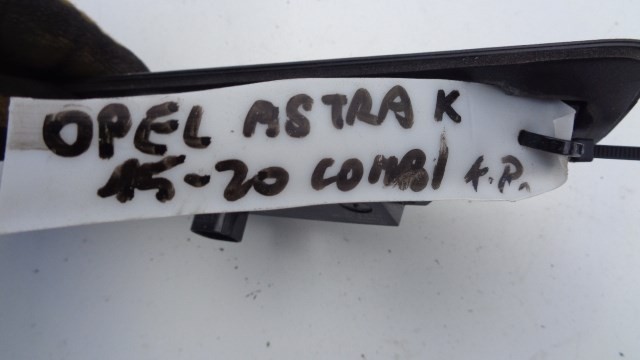 OPEL ASTRA K
15-20 COMBI A.R.